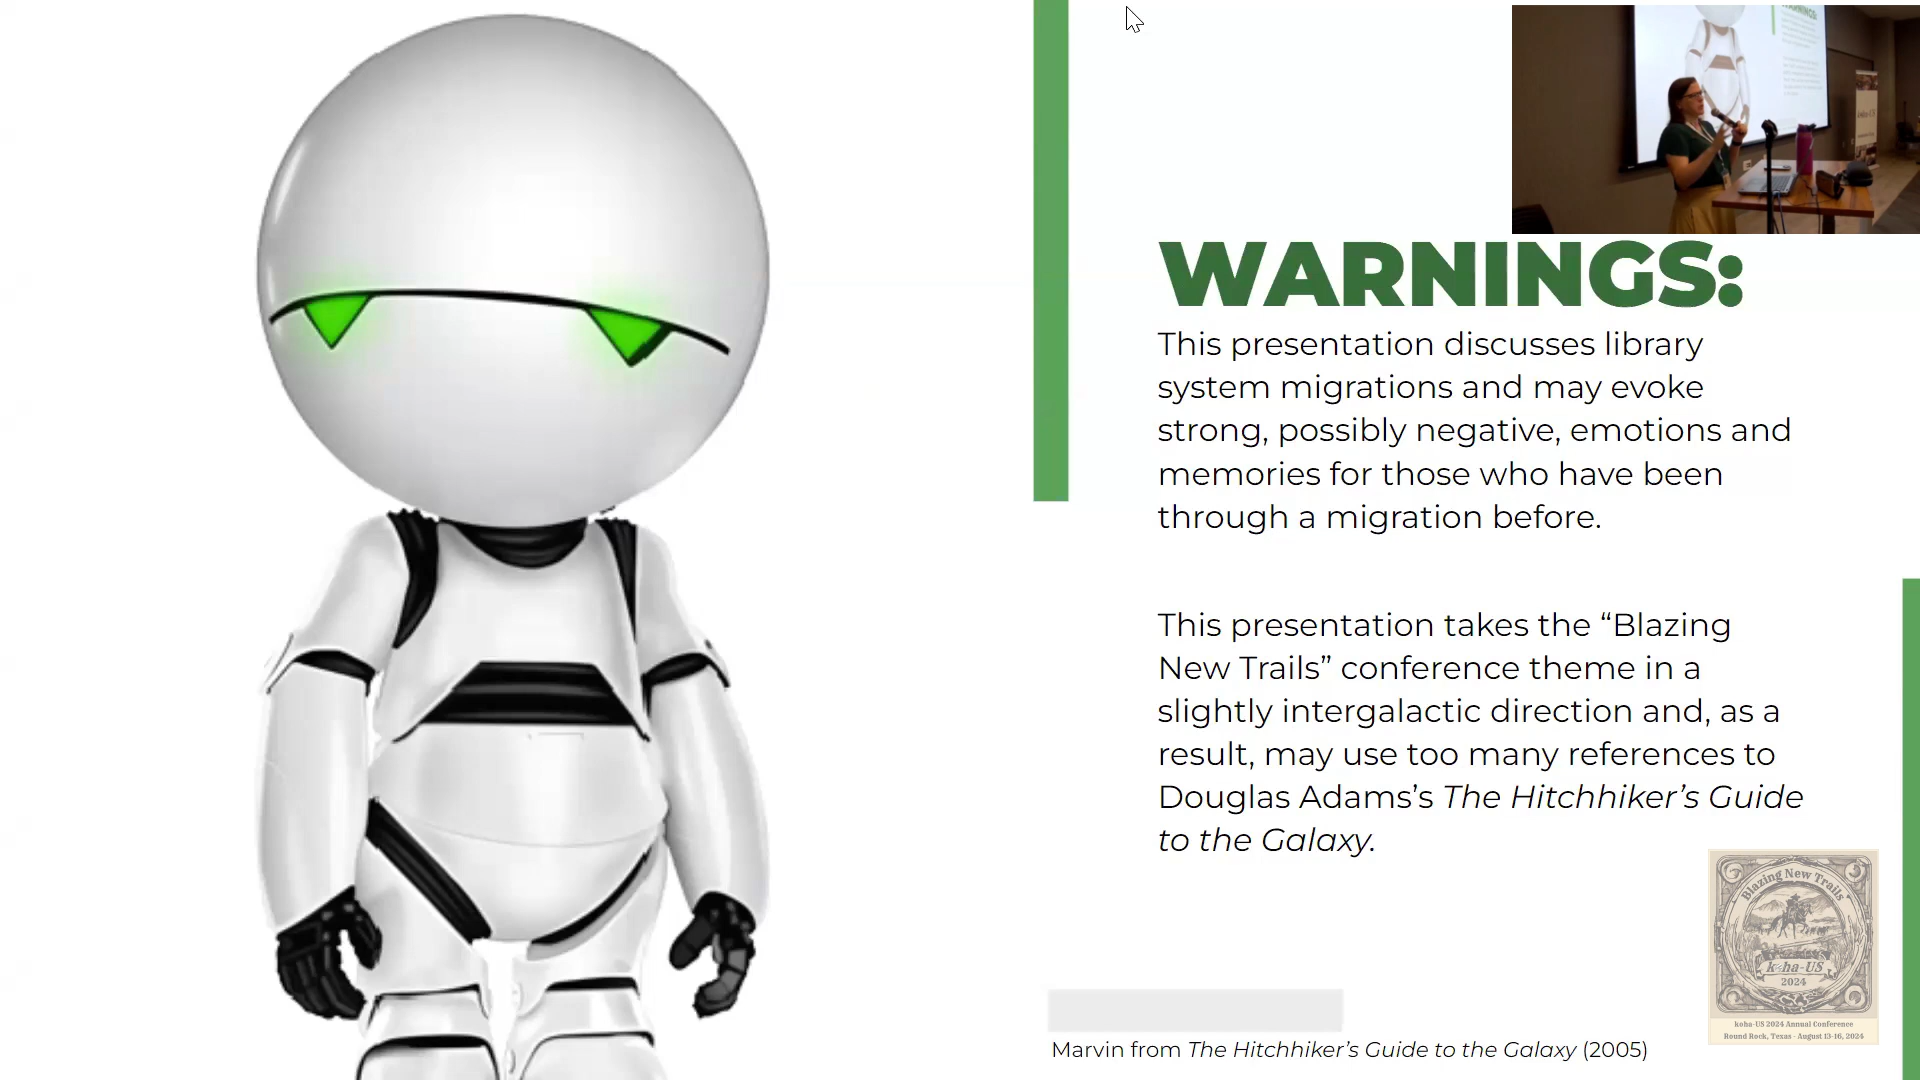 WARNINGS:
This presentation discusses library
system migrations and may evoke
strong, possibly negative, emotions and
memories for those who have been
through a migration before.
This presentation takes the “Blazing
New Trails” conference theme in a
slightly intergalactic direction and, as a
result, may use too many references to
Douglas Adams’s The Hitchhiker’s Guide
to the Galaxy.
Blazing New Trails
koha-US
2024
koha-US 2024 Annual Conference
Round Rock, Texas - August 13-16, 2024
Marvin from The Hitchhiker’s Guide to the Galaxy (2005)